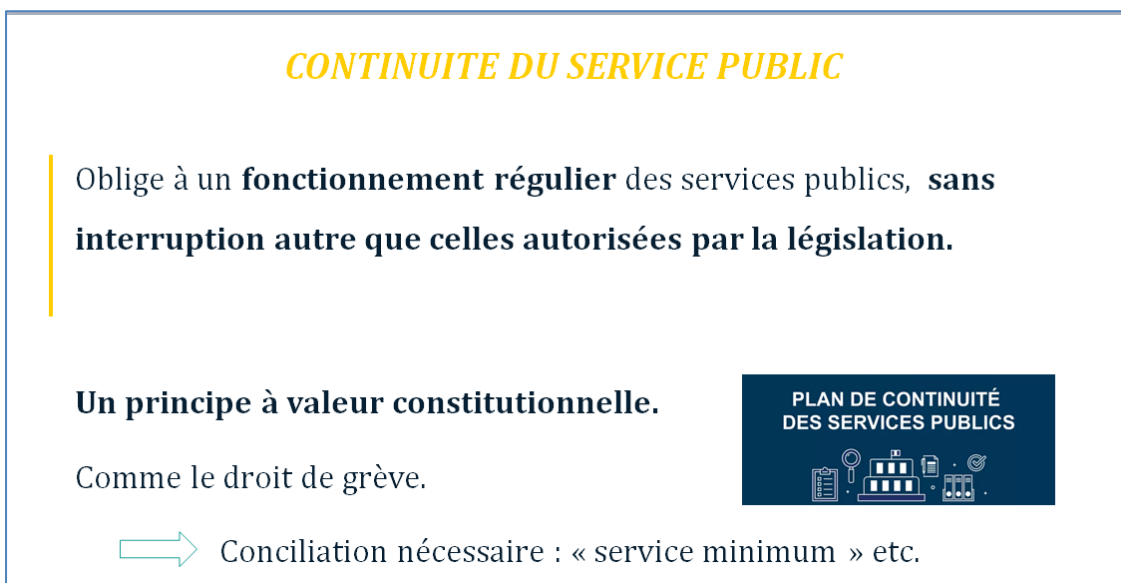 CONTINUITE DU SERVICE PUBLIC
Oblige à un fonctionnement régulier des services publics, sans
interruption autre que celles autorisées par la législation.
Un principe à valeur constitutionnelle.
PLAN DE CONTINUITÉ
DES SERVICES PUBLICS
Comme le droit de grève.
Conciliation nécessaire : « service minimum » etc.